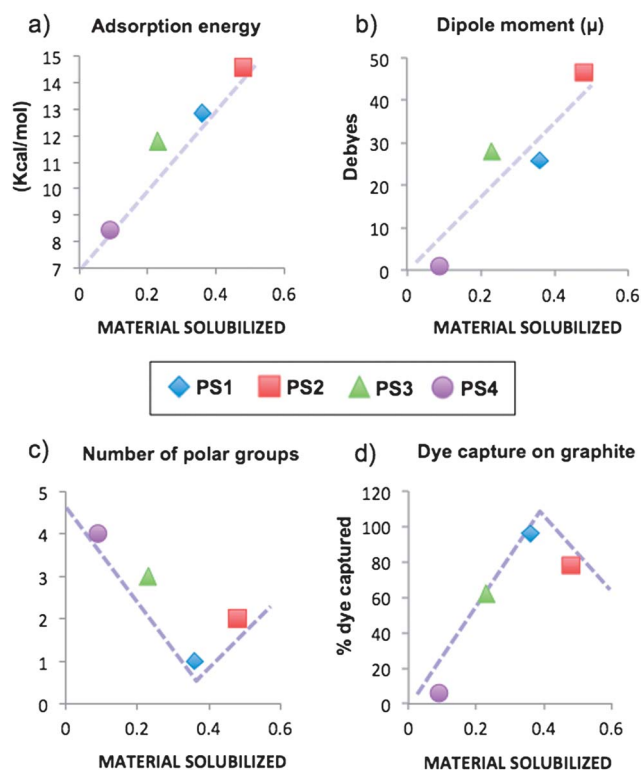 a) Adsorption energy
(Kcal/mol)
15
14
13
12
11
10
9
8
7
0 0.2 0.4 0.6
MATERIAL SOLUBILIZED
b) Dipole moment (μ)
Debyes
50
40
30
20
10
0
0 0.2 0.4 0.6
MATERIAL SOLUBILIZED
PS1 PS2 PS3 PS4
c) Number of polar groups
5
4
3
2
1
0
0 0.2 0.4 0.6
MATERIAL SOLUBILIZED
d) Dye capture on graphite
% dye captured
120
100
80
60
40
20
0
0 0.2 0.4 0.6
MATERIAL SOLUBILIZED